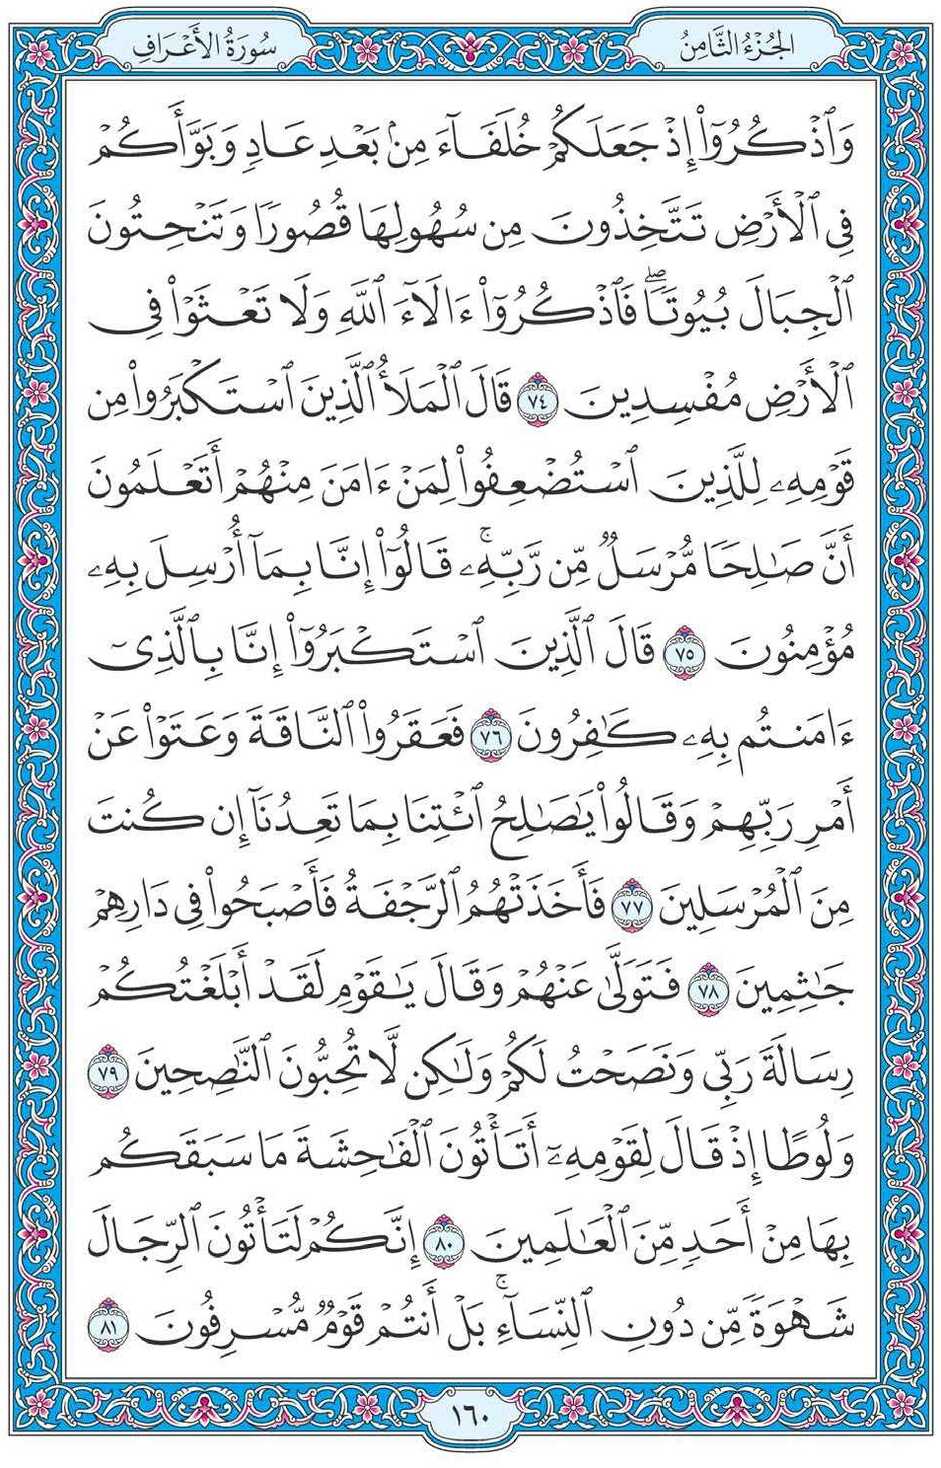 الجُزْءُ الثَّامِنُ
سُورَةُ الأَعْرَافِ
وَٱذْكُرُوٓا۟ إِذْ جَعَلَكُمْ خُلَفَآءَ مِنۢ بَعْدِ عَادٍ وَبَوَّأَكُمْ
فِى ٱلْأَرْضِ تَتَّخِذُونَ مِن سُهُولِهَا قُصُورًا وَتَنْحِتُونَ
ٱلْجِبَالَ بُيُوتًا ۖ فَٱذْكُرُوٓا۟ ءَالَآءَ ٱللَّهِ وَلَا تَعْثَوْا۟ فِى
ٱلْأَرْضِ مُفْسِدِينَ ٧٤ قَالَ ٱلْمَلَأُ ٱلَّذِينَ ٱسْتَكْبَرُوا۟ مِن
قَوْمِهِۦ لِلَّذِينَ ٱسْتُضْعِفُوا۟ لِمَنْ ءَامَنَ مِنْهُمْ أَتَعْلَمُونَ
أَنَّ صَـٰلِحًا مُّرْسَلٌ مِّن رَّبِّهِۦ ۚ قَالُوٓا۟ إِنَّا بِمَآ أُرْسِلَ بِهِۦ
مُؤْمِنُونَ ٧٥ قَالَ ٱلَّذِينَ ٱسْتَكْبَرُوٓا۟ إِنَّا بِٱلَّذِىٓ
ءَامَنتُم بِهِۦ كَـٰفِرُونَ ٧٦ فَعَقَرُوا۟ ٱلنَّاقَةَ وَعَتَوْا۟ عَنْ
أَمْرِ رَبِّهِمْ وَقَالُوا۟ يَـٰصَـٰلِحُ ٱئْتِنَا بِمَا تَعِدُنَآ إِن كُنتَ
مِنَ ٱلْمُرْسَلِينَ ٧٧ فَأَخَذَتْهُمُ ٱلرَّجْفَةُ فَأَصْبَحُوا۟ فِى دَارِهِمْ
جَـٰثِمِينَ ٧٨ فَتَوَلَّىٰ عَنْهُمْ وَقَالَ يَـٰقَوْمِ لَقَدْ أَبْلَغْتُكُمْ
رِسَالَةَ رَبِّى وَنَصَحْتُ لَكُمْ وَلَـٰكِن لَّا تُحِبُّونَ ٱلنَّـٰصِحِينَ ٧٩
وَلُوطًا إِذْ قَالَ لِقَوْمِهِۦٓ أَتَأْتُونَ ٱلْفَـٰحِشَةَ مَا سَبَقَكُم
بِهَا مِنْ أَحَدٍ مِّنَ ٱلْعَـٰلَمِينَ ٨٠ إِنَّكُمْ لَتَأْتُونَ ٱلرِّجَالَ
شَهْوَةً مِّن دُونِ ٱلنِّسَآءِ ۚ بَلْ أَنتُمْ قَوْمٌ مُّسْرِفُونَ ٨١
١٦٠